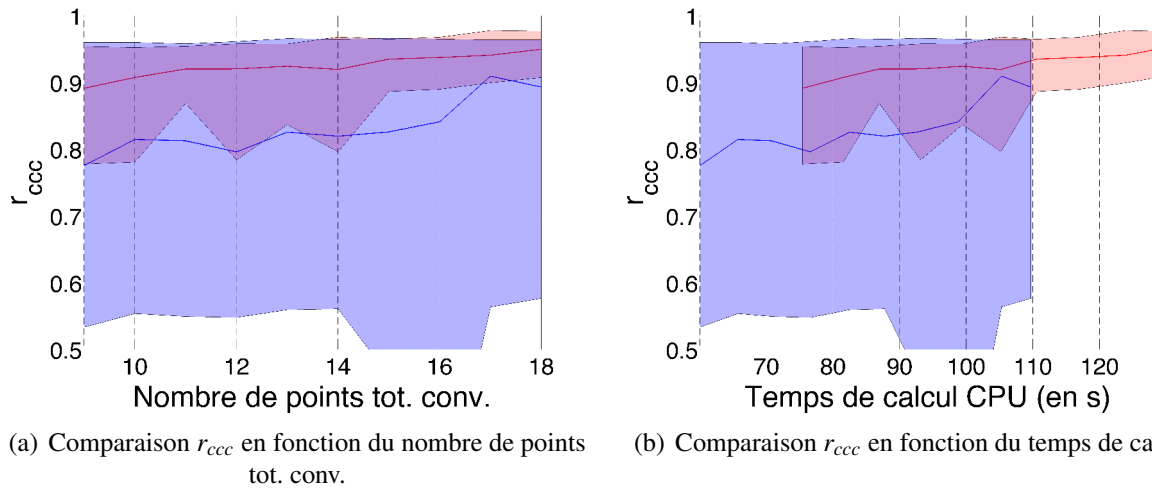 1
0.9
0.8
0.7
0.6
0.5
r_ccc
10 12 14 16 18
Nombre de points tot. conv.
(a) Comparaison r_ccc en fonction du nombre de points
tot. conv.
1
0.9
0.8
0.7
0.6
0.5
r_ccc
70 80 90 100 110 120
Temps de calcul CPU (en s)
(b) Comparaison r_ccc en fonction du temps de ca